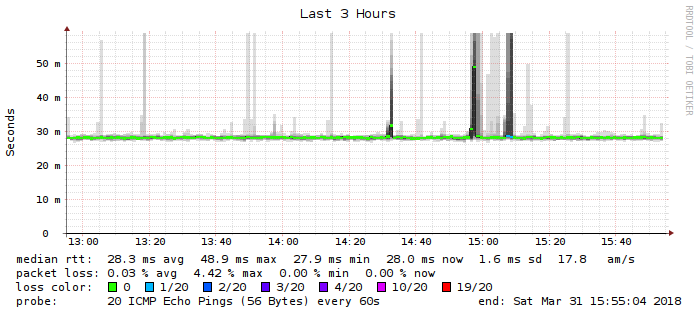 Last 3 Hours
RRDTOOL / TOBI OETIKER
Seconds
50 m
40 m
30 m
20 m
10 m
0
13:00 13:20 13:40 14:00 14:20 14:40 15:00 15:20 15:40
median rtt: 28.3 ms avg 48.9 ms max 27.9 ms min 28.0 ms now 1.6 ms sd 17.8 am/s
packet loss: 0.03 % avg 4.42 % max 0.00 % min 0.00 % now
loss color: 0 1/20 2/20 3/20 4/20 10/20 19/20
probe: 20 ICMP Echo Pings (56 Bytes) every 60s end: Sat Mar 31 15:55:04 2018